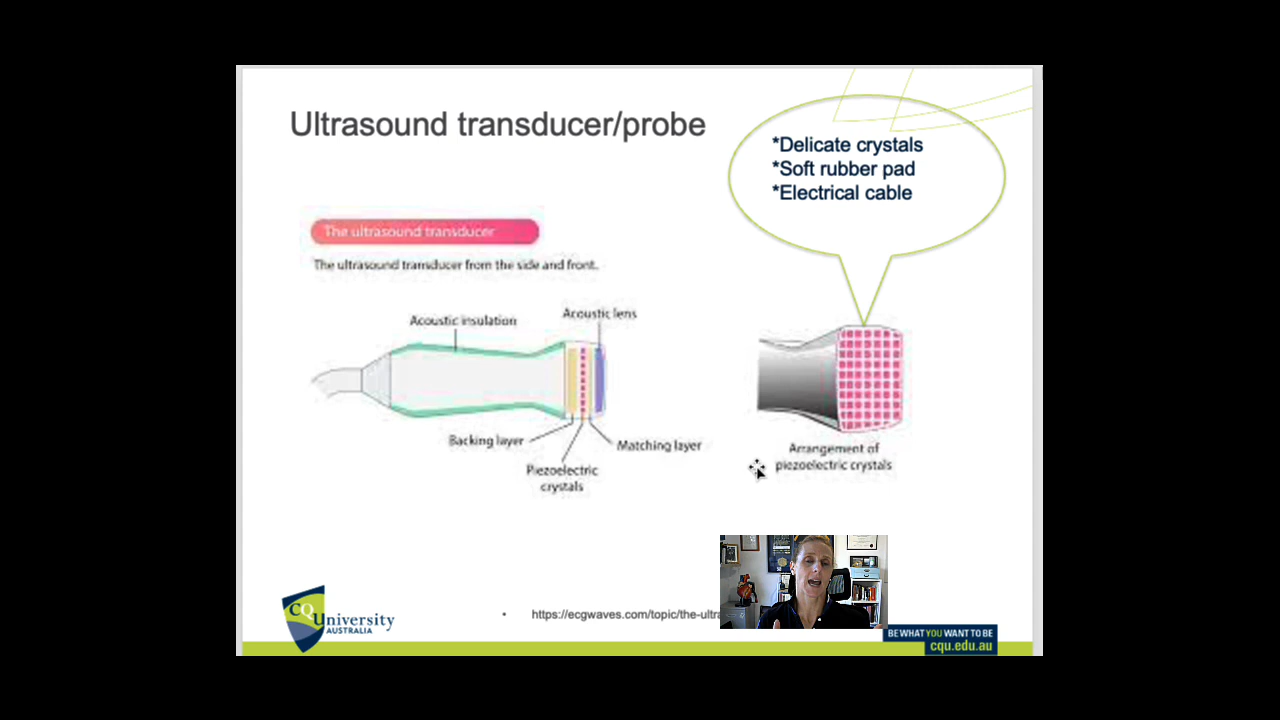 Ultrasound transducer/probe
*Delicate crystals
*Soft rubber pad
*Electrical cable
The ultrasound transducer
The ultrasound transducer from the side and front.
Acoustic insulation
Acoustic lens
Backing layer
Matching layer
Piezoelectric
crystals
Arrangement of
piezoelectric crystals
CQUniversity
AUSTRALIA
• https://ecgwaves.com/topic/the-ultra
BE WHAT YOU WANT TO BE
cqu.edu.au